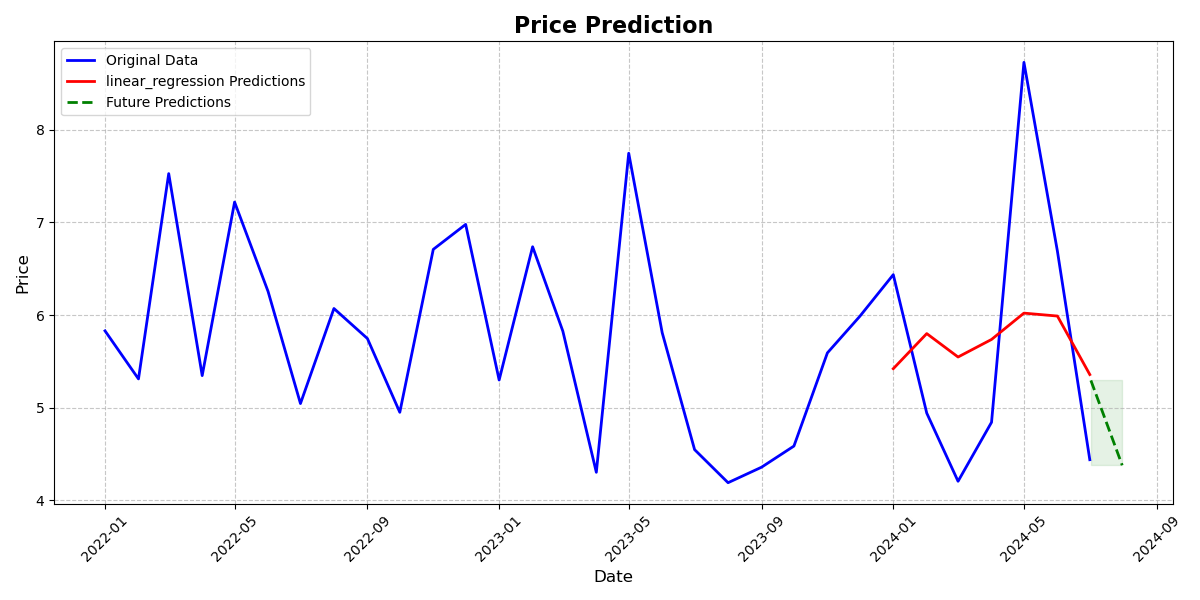 Price Prediction
Original Data
linear_regression Predictions
Future Predictions
Price
8
7
6
5
4
2022-01
2022-05
2022-09
2023-01
2023-05
2023-09
2024-01
2024-05
2024-09
Date